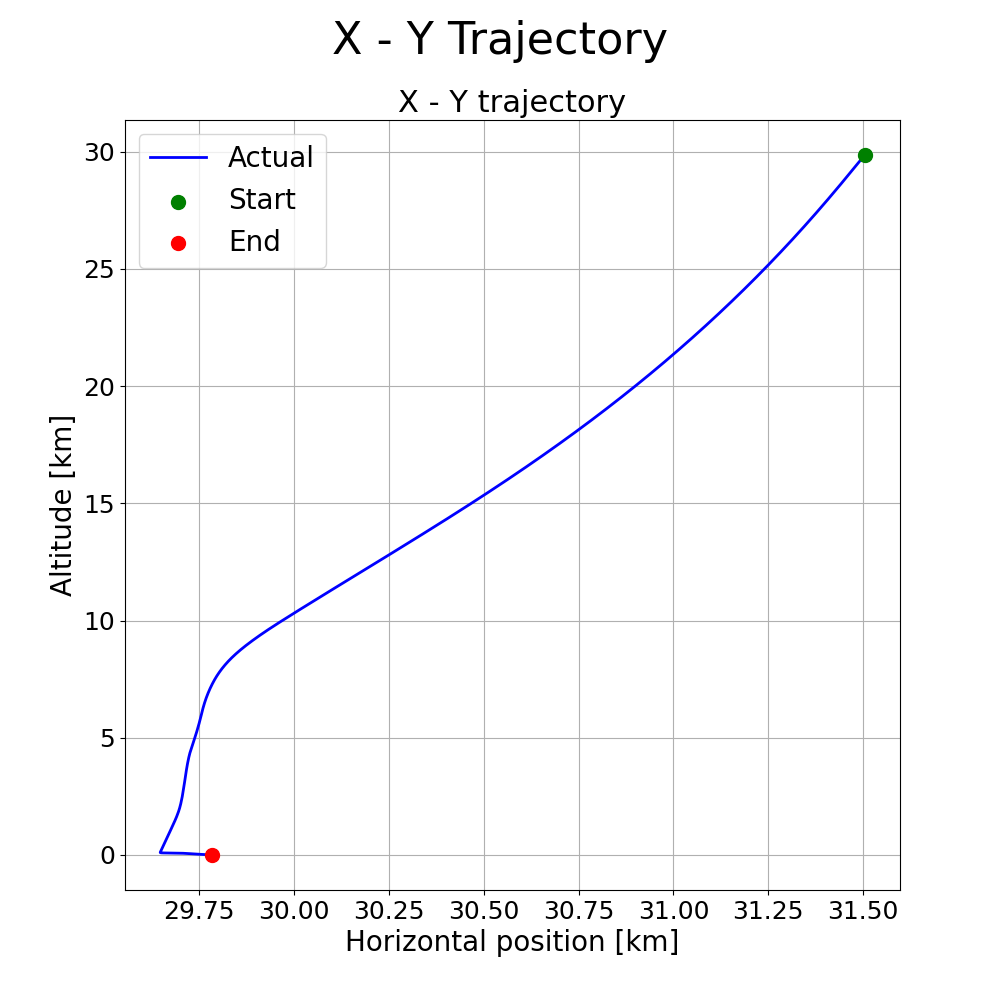 X - Y Trajectory
X - Y trajectory
Actual
Start
End
30
25
20
15
10
5
0
Altitude [km]
29.75 30.00 30.25 30.50 30.75 31.00 31.25 31.50
Horizontal position [km]